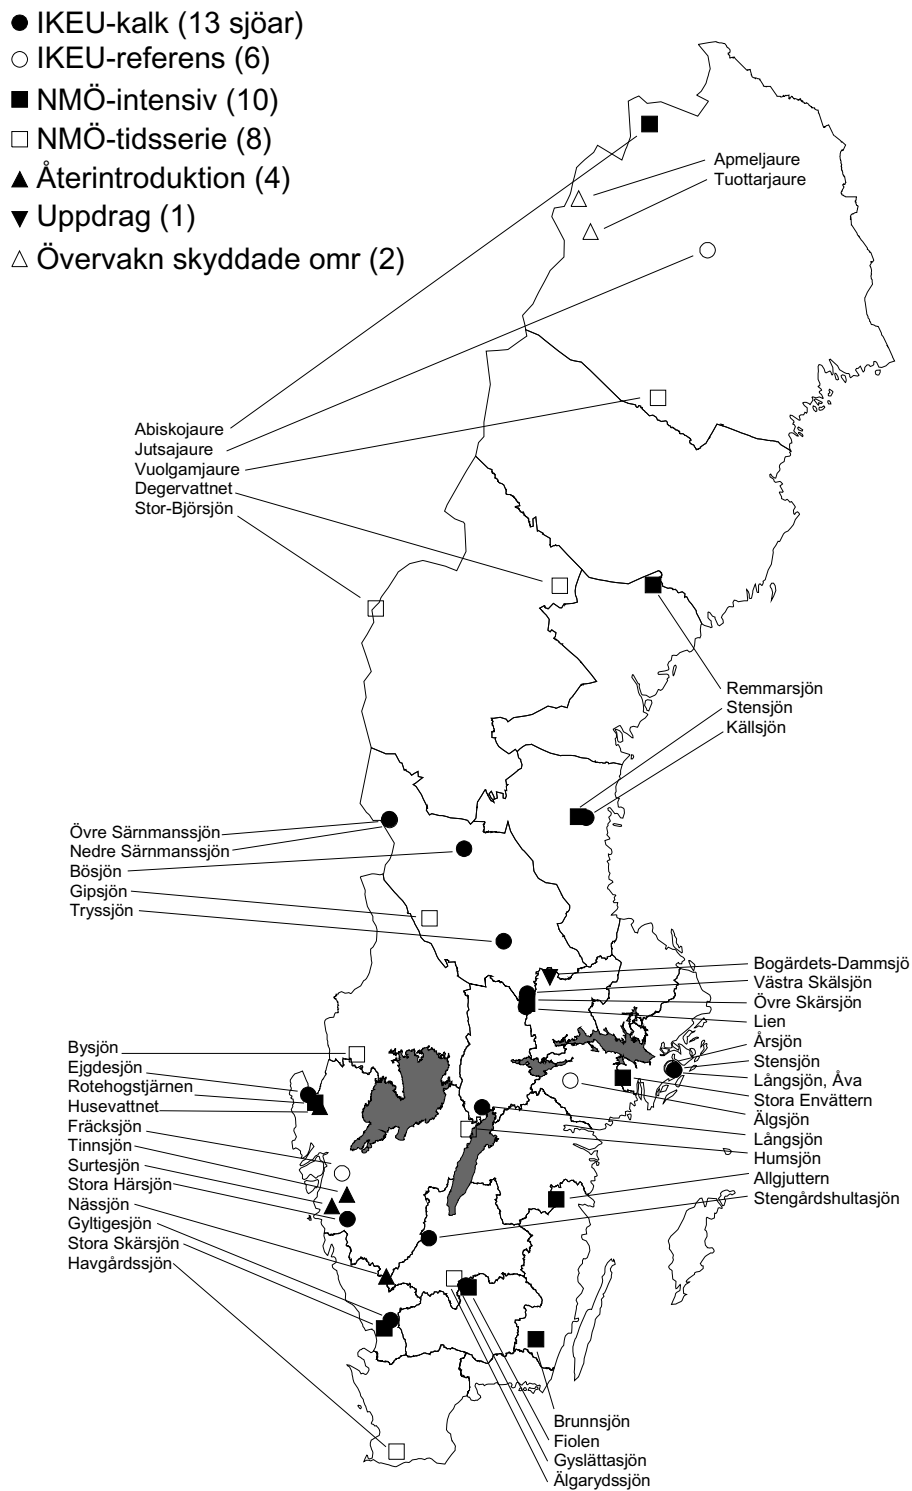 IKEU-kalk (13 sjöar)
IKEU-referens (6)
NMÖ-intensiv (10)
NMÖ-tidsserie (8)
Återintroduktion (4)
Uppdrag (1)
Övervakn skyddade omr (2)
Apmeljaure
Tuottarjaure
Abiskojaure
Jutsajaure
Vuolgamjaure
Degervattnet
Stor-Björsjön
Remmarsjön
Stensjön
Källsjön
Övre Särnmanssjön
Nedre Särnmanssjön
Bösjön
Gipsjön
Tryssjön
Bogärdets-Dammsjö
Västra Skälsjön
Övre Skärsjön
Lien
Årsjön
Stensjön
Långsjön, Åva
Stora Envättern
Älgsjön
Långsjön
Humsjön
Allgjuttern
Stengårdshultasjön
Bysjön
Ejgdesjön
Rotehogstjärnen
Husevattnet
Fräcksjön
Tinnsjön
Surtesjön
Stora Härsjön
Nässjön
Gyltigesjön
Stora Skärsjön
Havgårdssjön
Brunnsjön
Fiolen
Gyslättasjön
Älgarydssjön